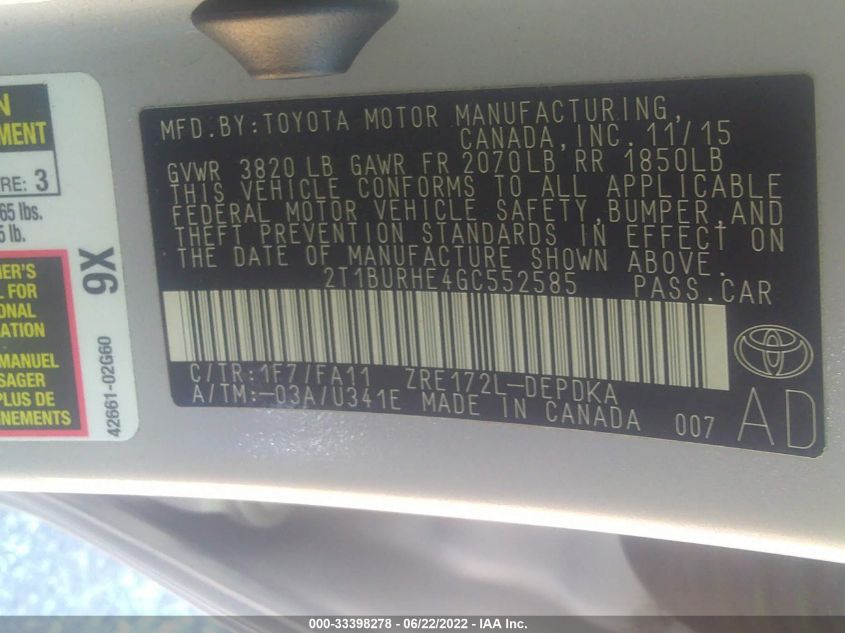 N
TMENT
RE: 3
65 lbs.
5 lb.
NER'S
L FOR
ONAL
ATION
MANUEL
SAGER
PLUS DE
NEMENTS
9X
42661-02G60
MFD.BY:TOYOTA MOTOR MANUFACTURING,
CANADA,INC. 11/15
GVWR 3820 LB GAWR FR 2070LB RR 1850LB
THIS VEHICLE CONFORMS TO ALL APPLICABLE
FEDERAL MOTOR VEHICLE SAFETY,BUMPER,AND
THEFT PREVENTION STANDARDS IN EFFECT ON
THE DATE OF MANUFACTURE SHOWN ABOVE.
2T1BURHE4GC552585 PASS.CAR
C/TR:1F7/FA11 ZRE172L-DEPDKA
A/TM:-03A/U341E MADE IN CANADA 007
AD
000-33398278 - 06/22/2022 - IAA Inc.